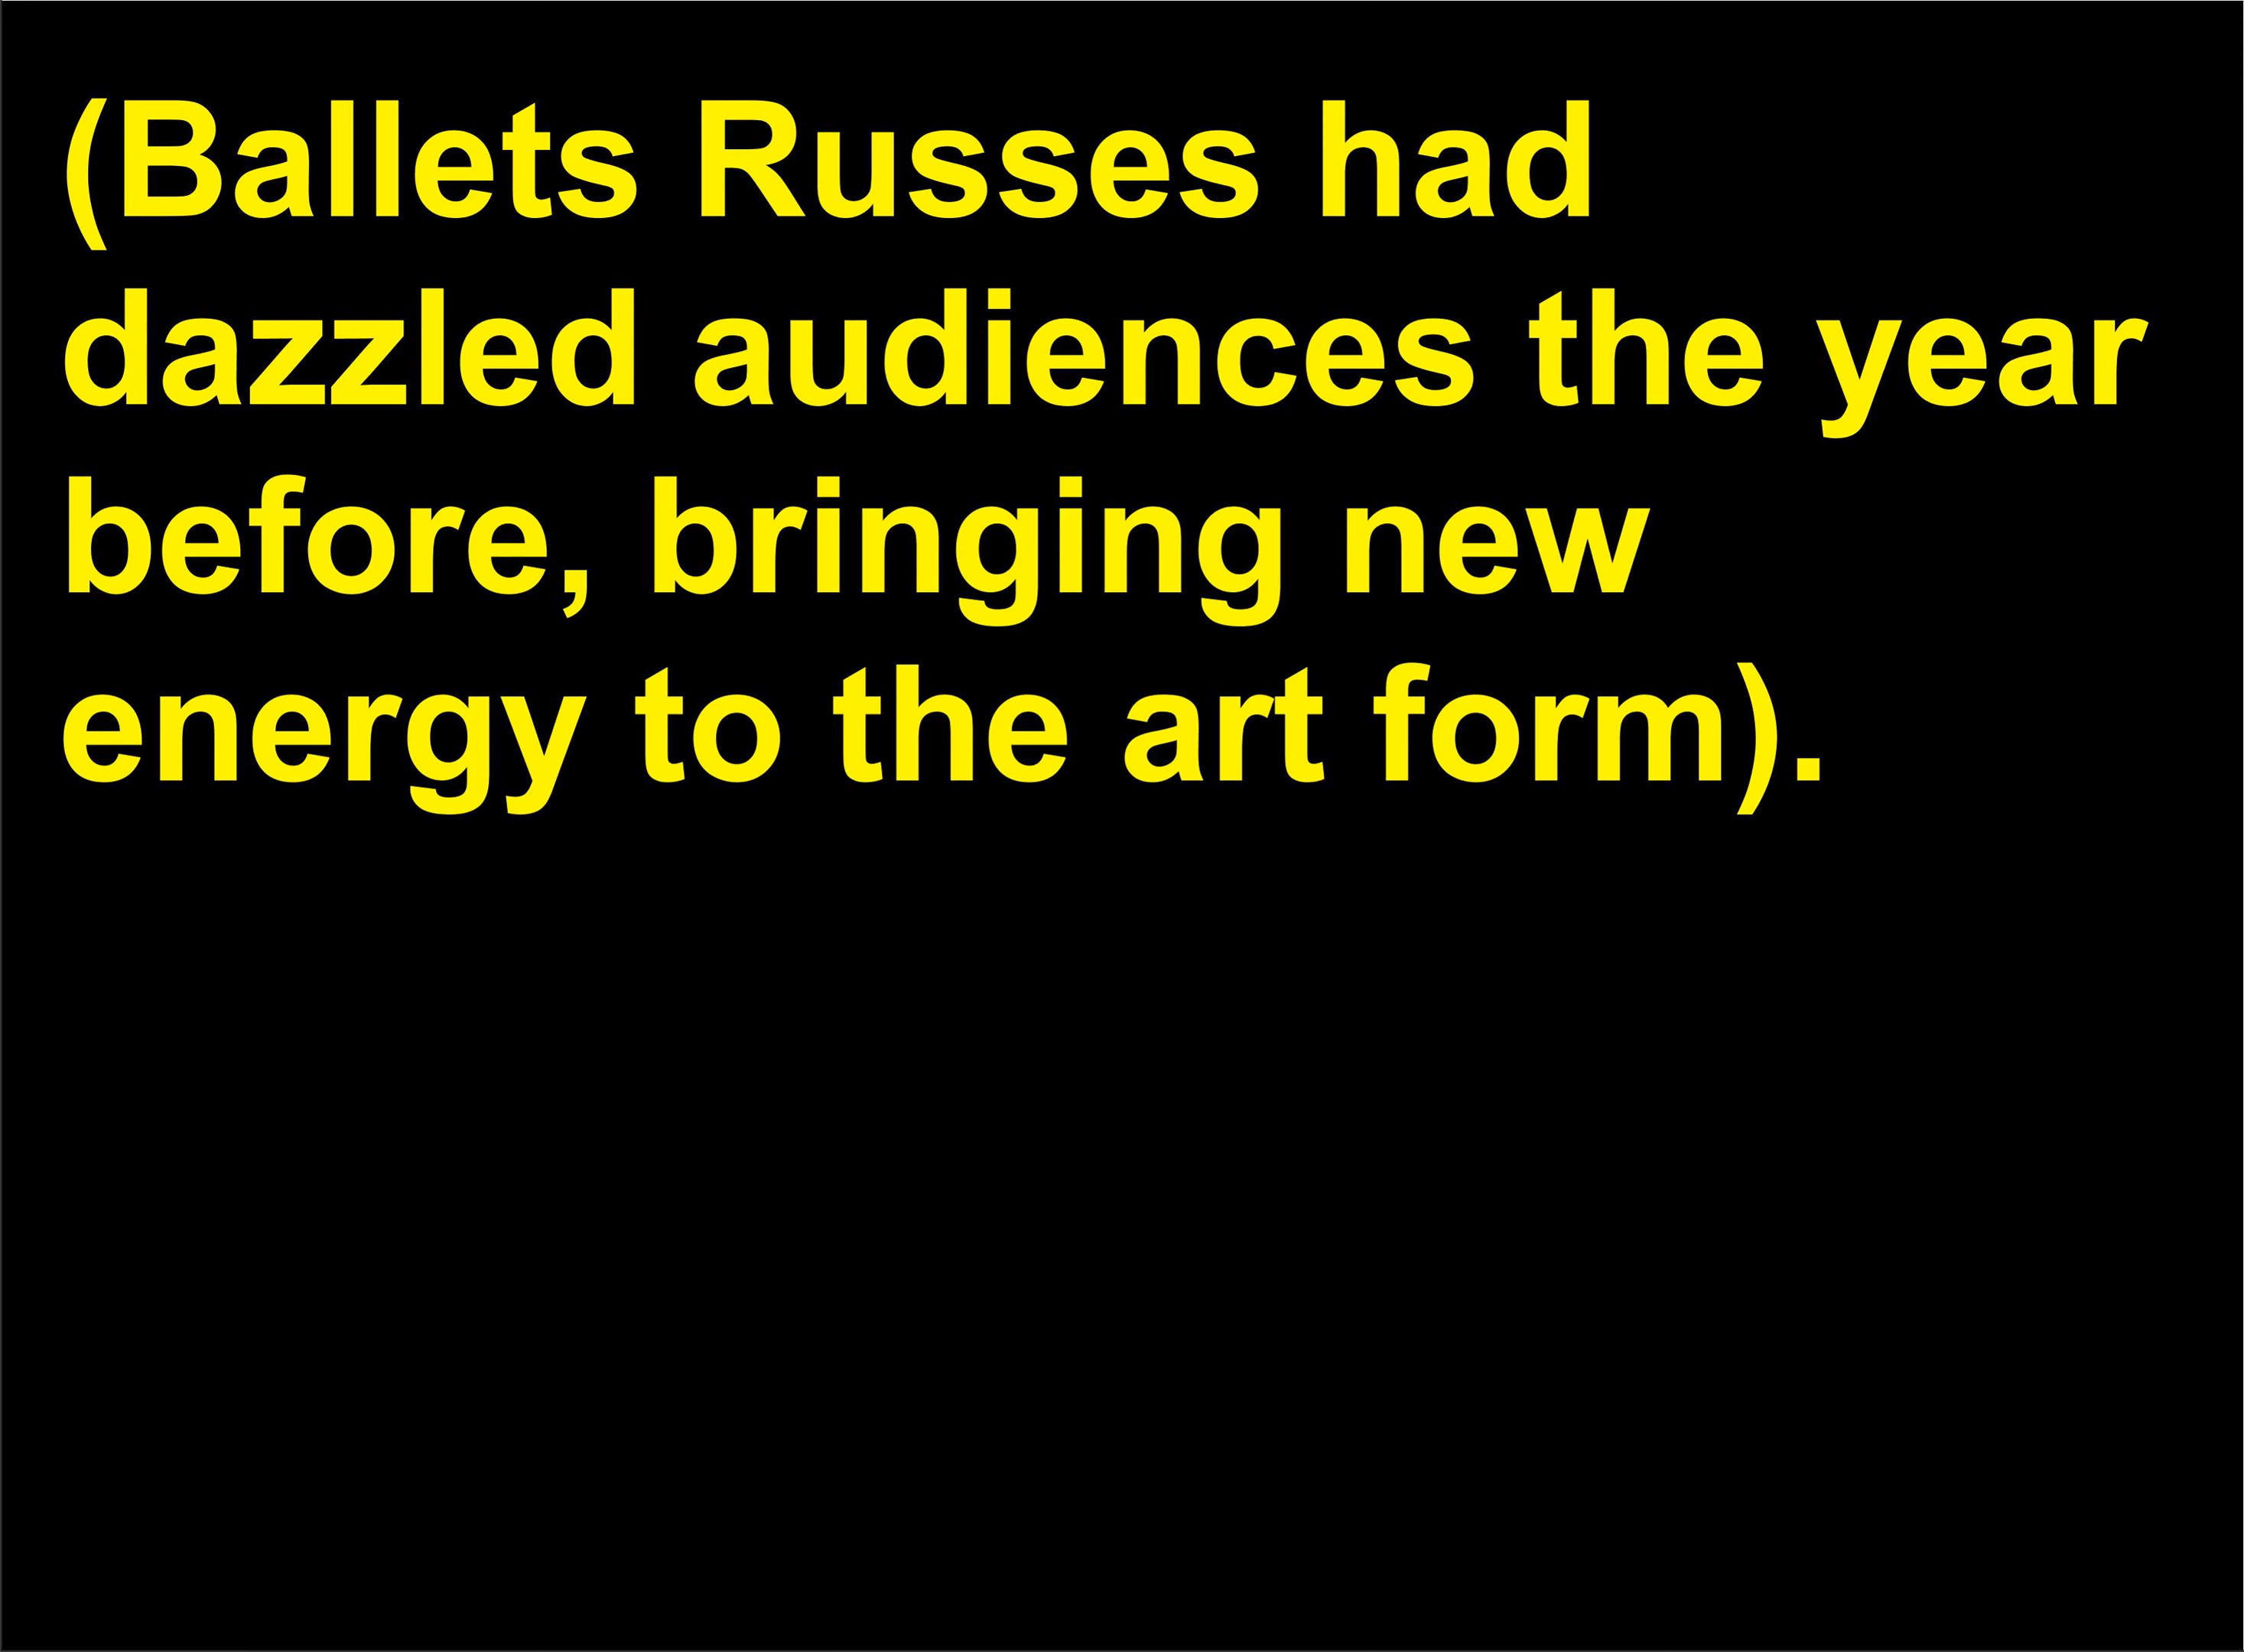 (Ballets Russes had
dazzled audiences the year
before, bringing new
energy to the art form).